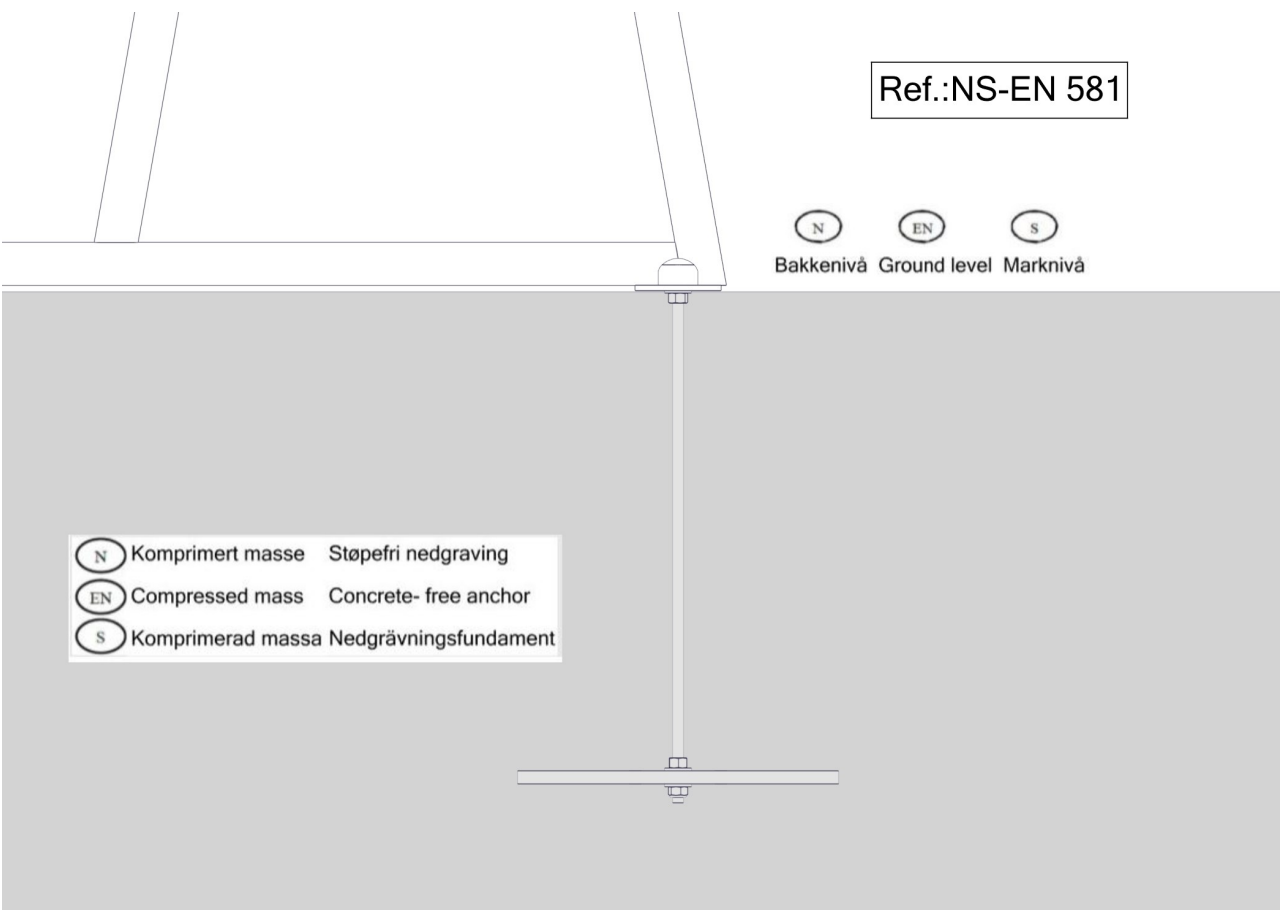 Ref.:NS-EN 581
N EN S
Bakkenivå Ground level Marknivå
N Komprimert masse Støpefri nedgraving
EN Compressed mass Concrete- free anchor
S Komprimerad massa Nedgrävningsfundament